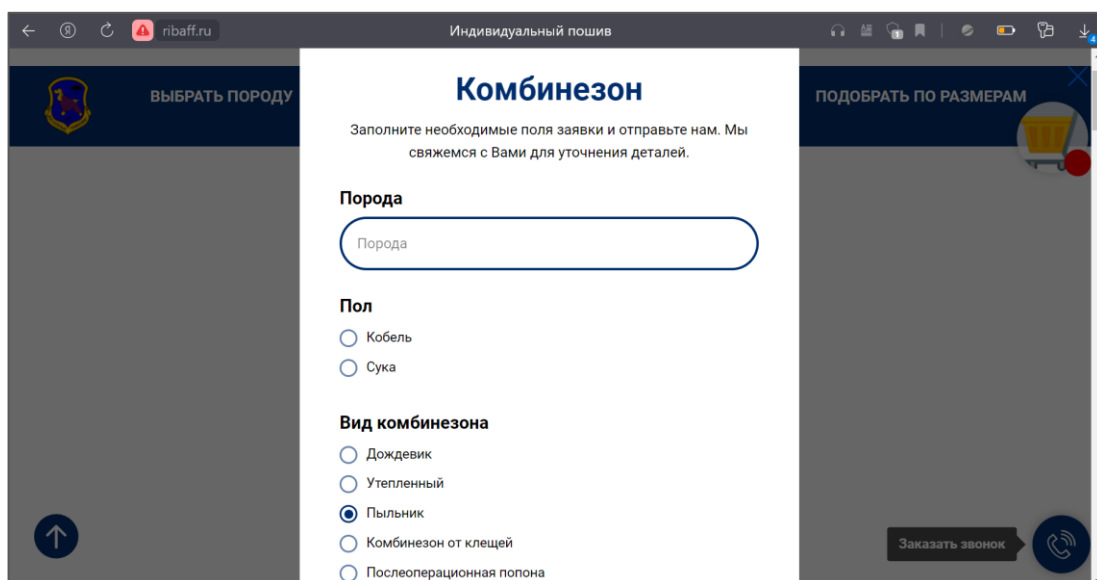 ribaff.ru
Индивидуальный пошив
1
4
ВЫБРАТЬ ПОРОДУ
ПОДОБРАТЬ ПО РАЗМЕРАМ
Комбинезон
Заполните необходимые поля заявки и отправьте нам. Мы
свяжемся с Вами для уточнения деталей.
Порода
Порода
Пол
Кобель
Сука
Вид комбинезона
Дождевик
Утепленный
Пыльник
Комбинезон от клещей
Послеоперационная попона
Заказать звонок